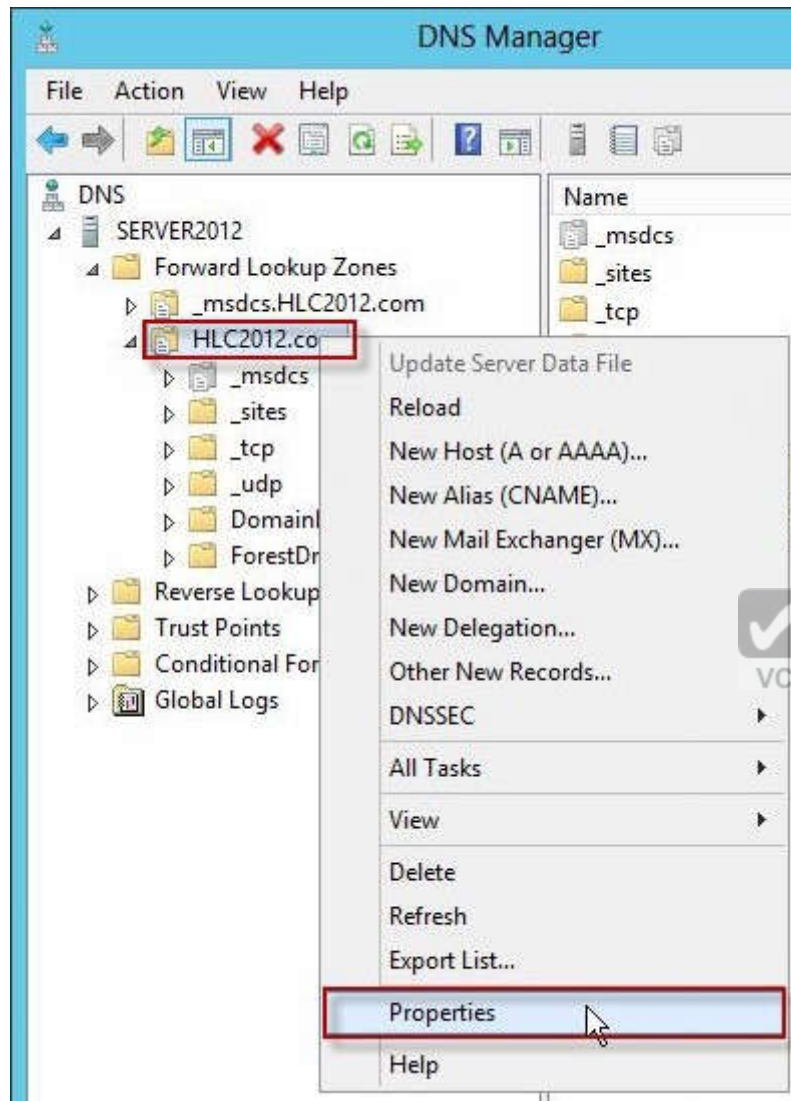 DNS Manager
File Action View Help
DNS
SERVER2012
Forward Lookup Zones
_msdcs.HLC2012.com
HLC2012.co
_msdcs
_sites
_tcp
_udp
DomainI
ForestDr
Reverse Lookup
Trust Points
Conditional For
Global Logs
Name
_msdcs
_sites
_tcp
Update Server Data File
Reload
New Host (A or AAAA)...
New Alias (CNAME)...
New Mail Exchanger (MX)...
New Domain...
New Delegation...
Other New Records...
DNSSEC
All Tasks
View
Delete
Refresh
Export List...
Properties
Help
VC